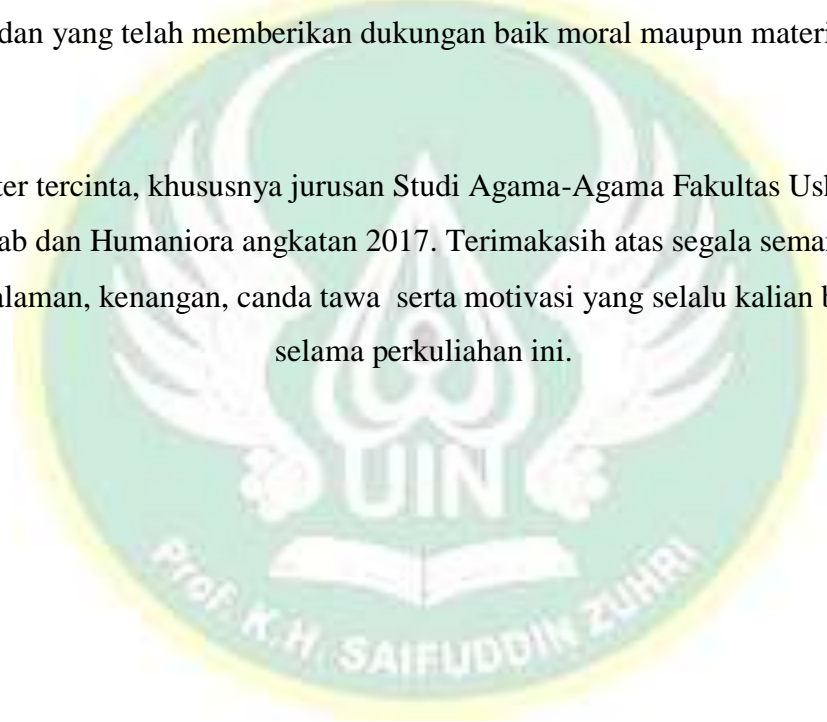 dan yang telah memberikan dukungan baik moral maupun materi
ter tercinta, khususnya jurusan Studi Agama-Agama Fakultas Us
ab dan Humaniora angkatan 2017. Terimakasih atas segala semar
alaman, kenangan, canda tawa serta motivasi yang selalu kalian b
selama perkuliahan ini.
UIN
Prof. K.H. SAIFUDDIN ZUHRI